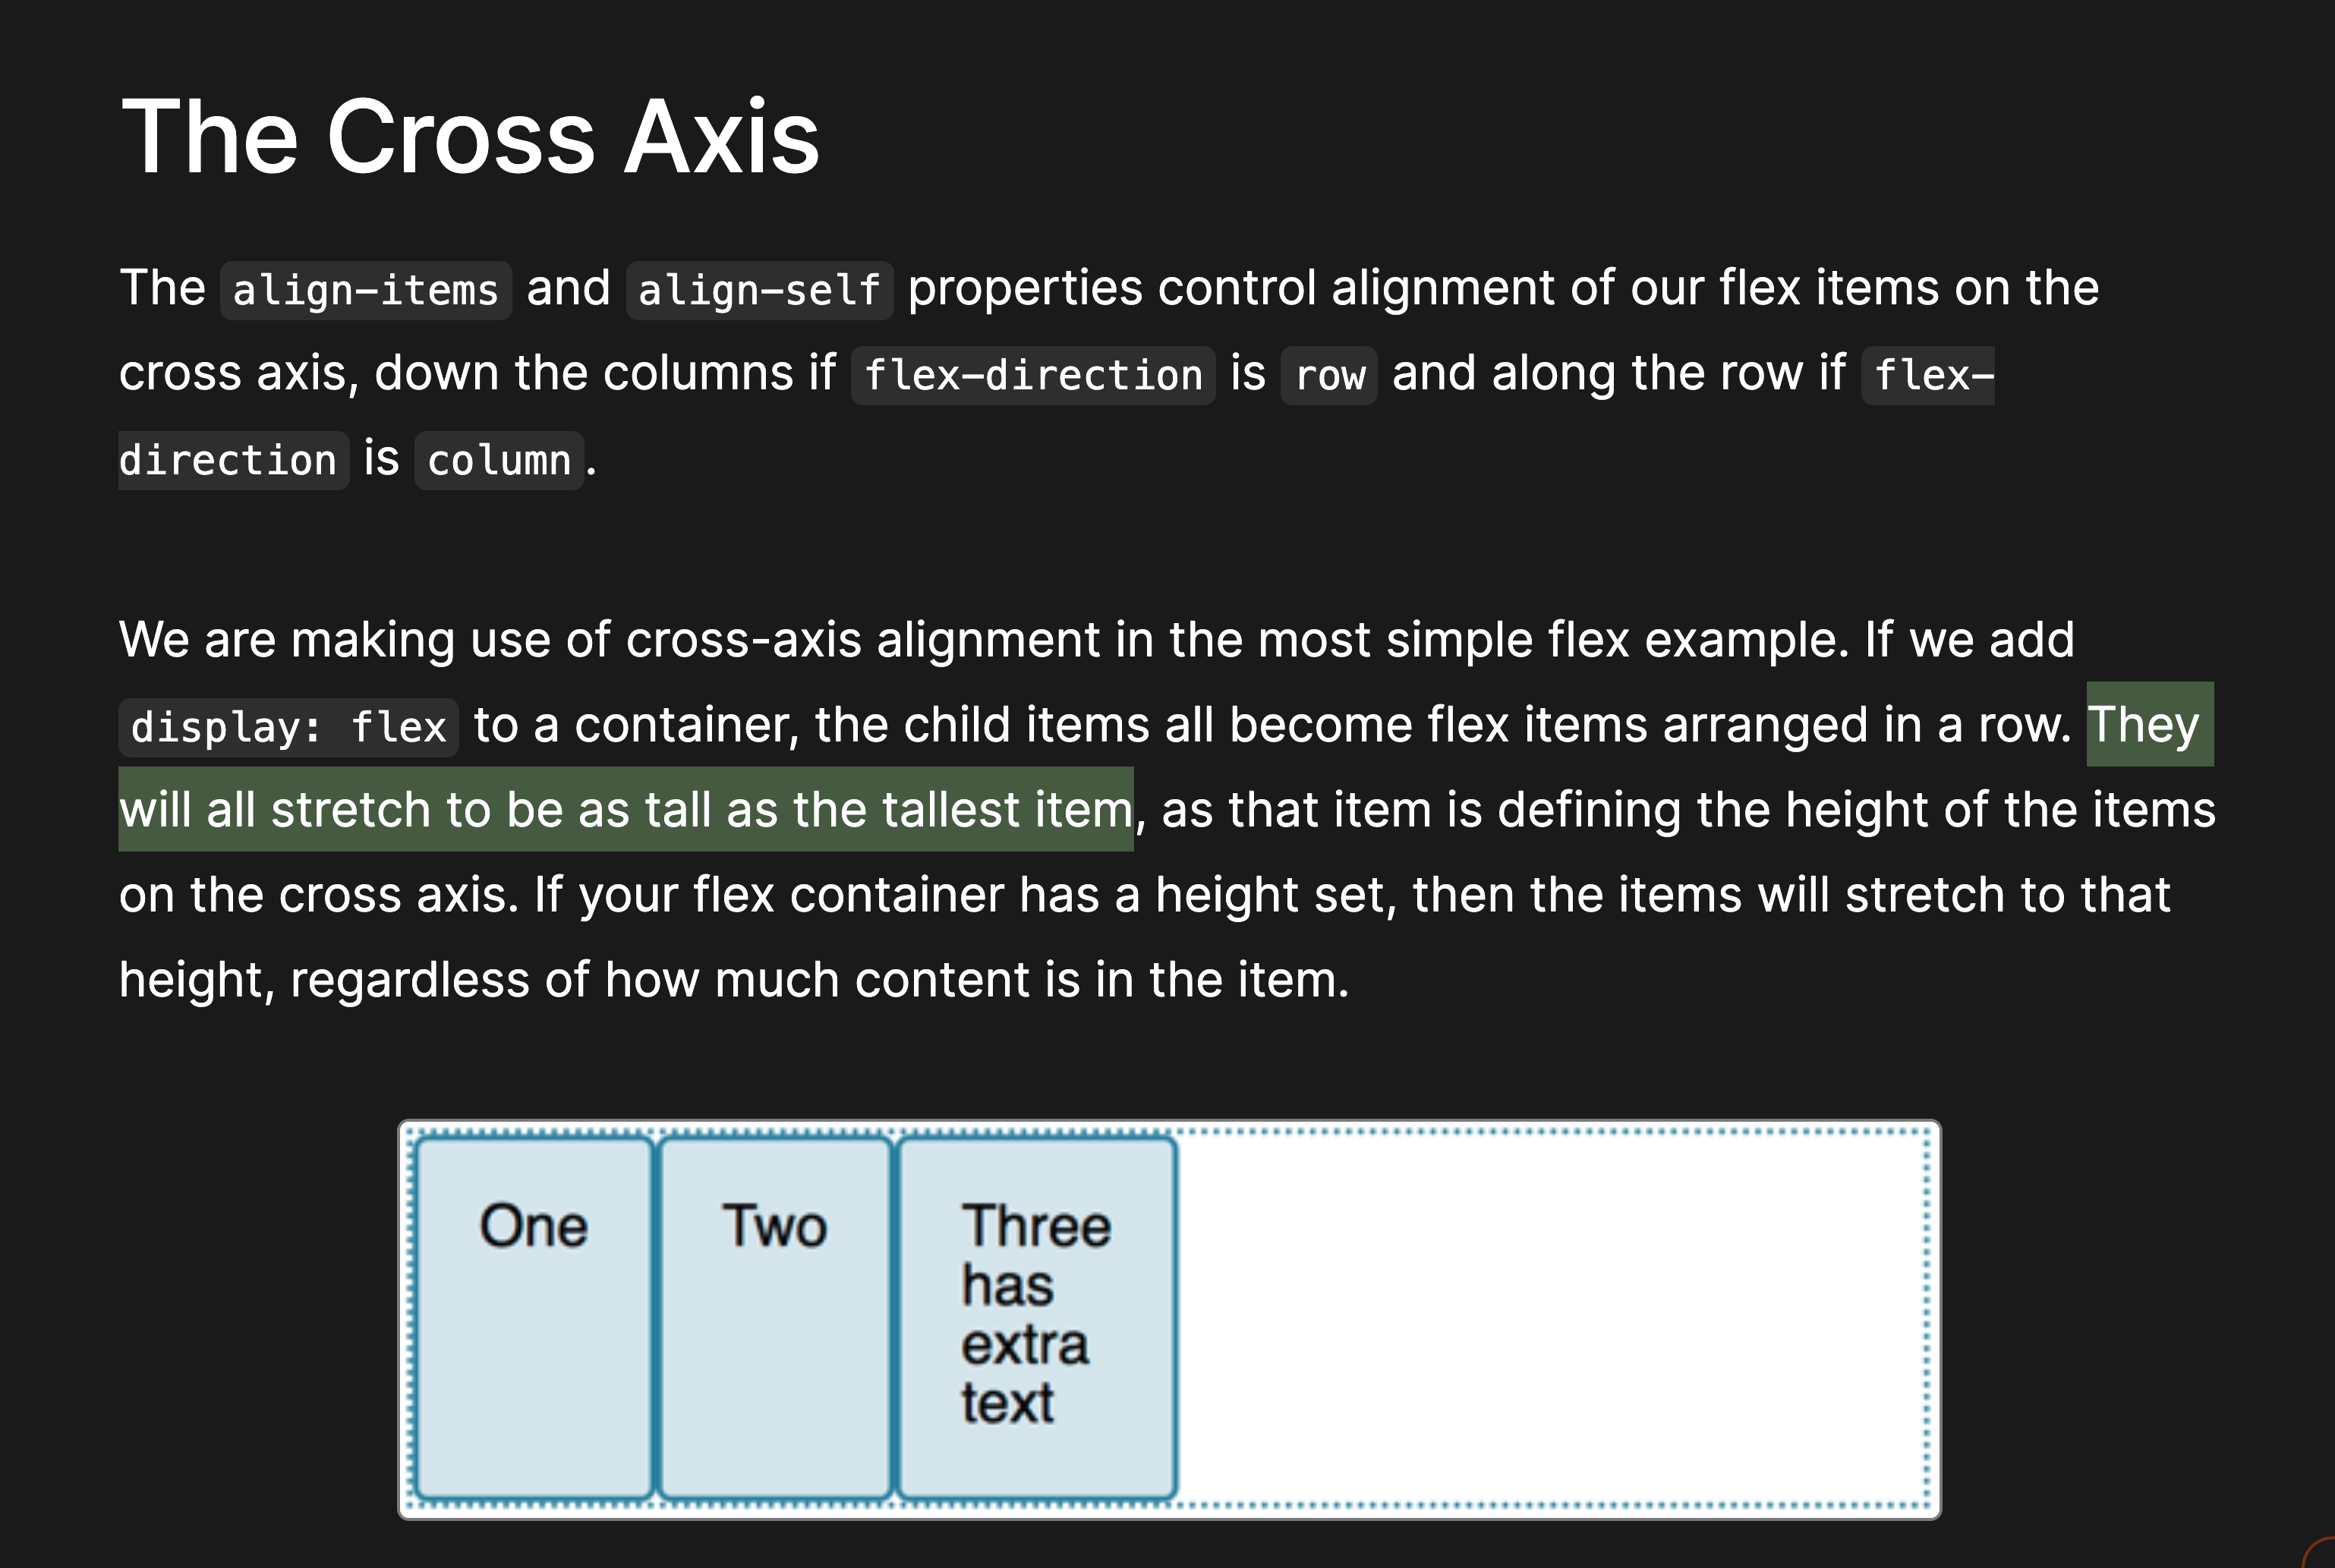 The Cross Axis
The align-items and align-self properties control alignment of our flex items on the
cross axis, down the columns if flex-direction is row and along the row if flex-
direction is column.
We are making use of cross-axis alignment in the most simple flex example. If we add
display: flex to a container, the child items all become flex items arranged in a row. They
will all stretch to be as tall as the tallest item, as that item is defining the height of the items
on the cross axis. If your flex container has a height set, then the items will stretch to that
height, regardless of how much content is in the item.
One
Two
Three
has
extra
text